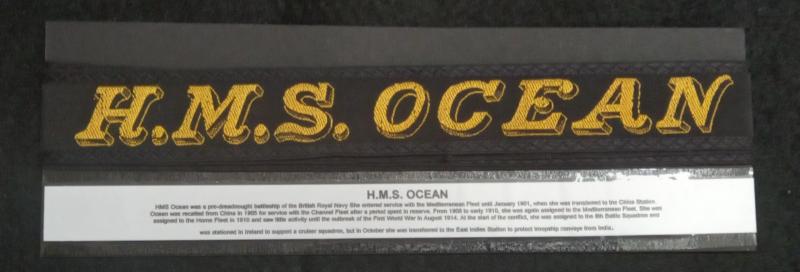 H.M.S. OCEAN
H.M.S. OCEAN
HMS Ocean was a pre-dreadnought battleship of the British Royal Navy She entered service with the Mediterranean Fleet until January 1901, when she was transferred to the China Station.
Ocean was recalled from China in 1905 for service with the Channel Fleet after a period spent in reserve. From 1908 to early 1910, she was again assigned to the Mediterranean Fleet. She was
assigned to the Home Fleet in 1910 and saw little activity until the outbreak of the First World War in August 1914. At the start of the conflict, she was assigned to the 8th Battle Squadron and
was stationed in Ireland to support a cruiser squadron, but in October she was transferred to the East Indies Station to protect troopship convoys from India.